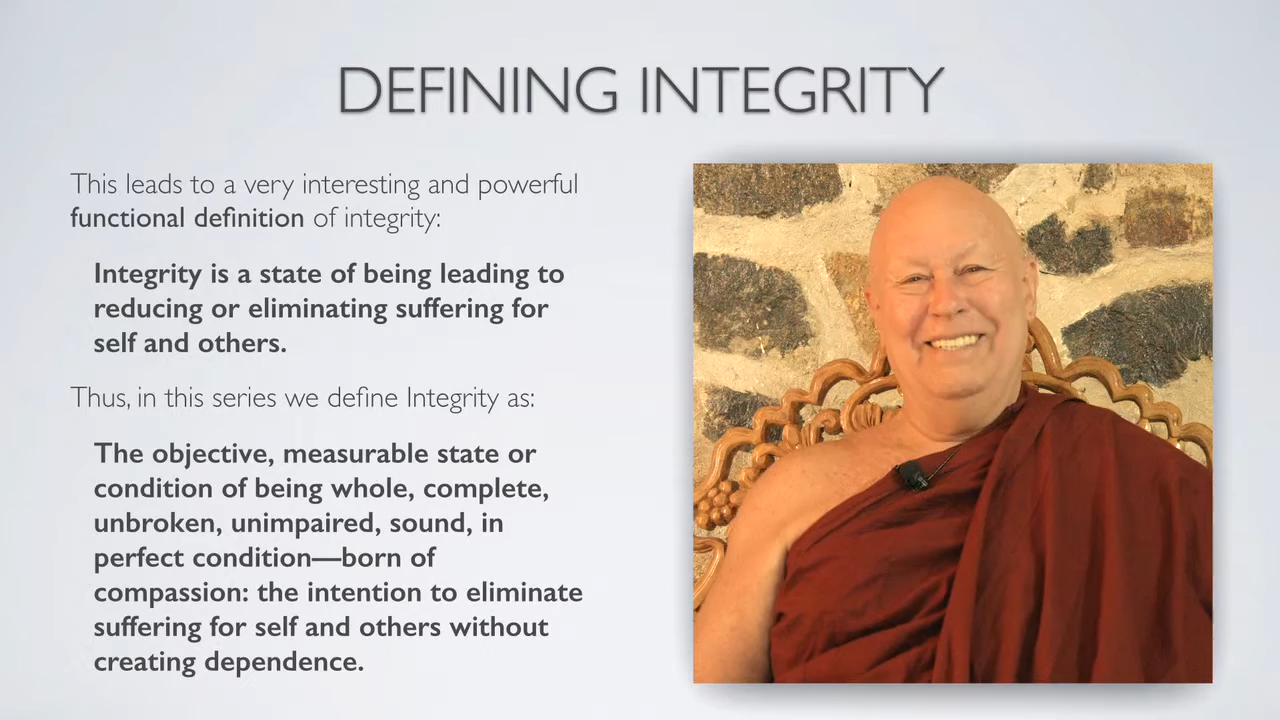 DEFINING INTEGRITY
This leads to a very interesting and powerful
functional definition of integrity:
Integrity is a state of being leading to
reducing or eliminating suffering for
self and others.
Thus, in this series we define Integrity as:
The objective, measurable state or
condition of being whole, complete,
unbroken, unimpaired, sound, in
perfect condition—born of
compassion: the intention to eliminate
suffering for self and others without
creating dependence.